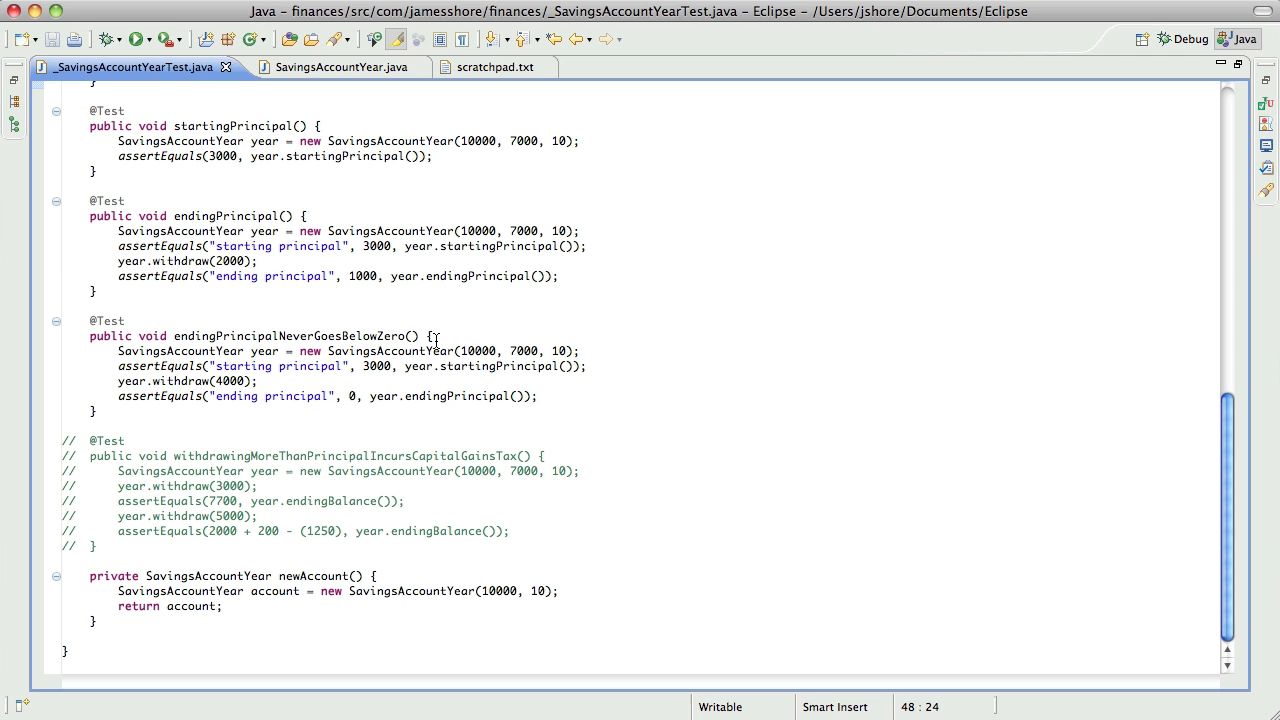 Java - finances/src/com/jamesshore/finances/_SavingsAccountYearTest.java - Eclipse - /Users/jshore/Documents/Eclipse
Debug
Java
_SavingsAccountYearTest.java
SavingsAccountYear.java
scratchpad.txt
}
@Test
public void startingPrincipal() {
SavingsAccountYear year = new SavingsAccountYear(10000, 7000, 10);
assertEquals(3000, year.startingPrincipal());
}
@Test
public void endingPrincipal() {
SavingsAccountYear year = new SavingsAccountYear(10000, 7000, 10);
assertEquals("starting principal", 3000, year.startingPrincipal());
year.withdraw(2000);
assertEquals("ending principal", 1000, year.endingPrincipal());
}
@Test
public void endingPrincipalNeverGoesBelowZero() {
SavingsAccountYear year = new SavingsAccountYear(10000, 7000, 10);
assertEquals("starting principal", 3000, year.startingPrincipal());
year.withdraw(4000);
assertEquals("ending principal", 0, year.endingPrincipal());
}
// @Test
// public void withdrawingMoreThanPrincipalIncursCapitalGainsTax() {
// SavingsAccountYear year = new SavingsAccountYear(10000, 7000, 10);
// year.withdraw(3000);
// assertEquals(7700, year.endingBalance());
// year.withdraw(5000);
// assertEquals(2000 + 200 - (1250), year.endingBalance());
// }
private SavingsAccountYear newAccount() {
SavingsAccountYear account = new SavingsAccountYear(10000, 10);
return account;
}
}
Writable
Smart Insert
48 : 24